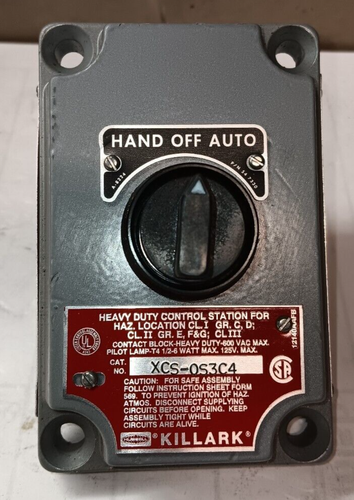 HAND OFF AUTO
A-8394
HEAVY DUTY CONTROL STATION FOR
HAZ. LOCATION CL.I GR. C, D;
CL.II GR. E, F&G; CL.III
CONTACT BLOCK-HEAVY DUTY-600 VAC MAX.
PILOT LAMP-T4 1/2-6 WATT MAX. 125V. MAX.
CAT. NO. XCS-0S3C4
CAUTION: FOR SAFE ASSEMBLY
FOLLOW INSTRUCTION SHEET FORM
589. TO PREVENT IGNITION OF HAZ.
ATMOS. DISCONNECT SUPPLYING
CIRCUITS BEFORE OPENING. KEEP
ASSEMBLY TIGHT WHILE
CIRCUITS ARE ALIVE.
HUBBELL KILLARK®